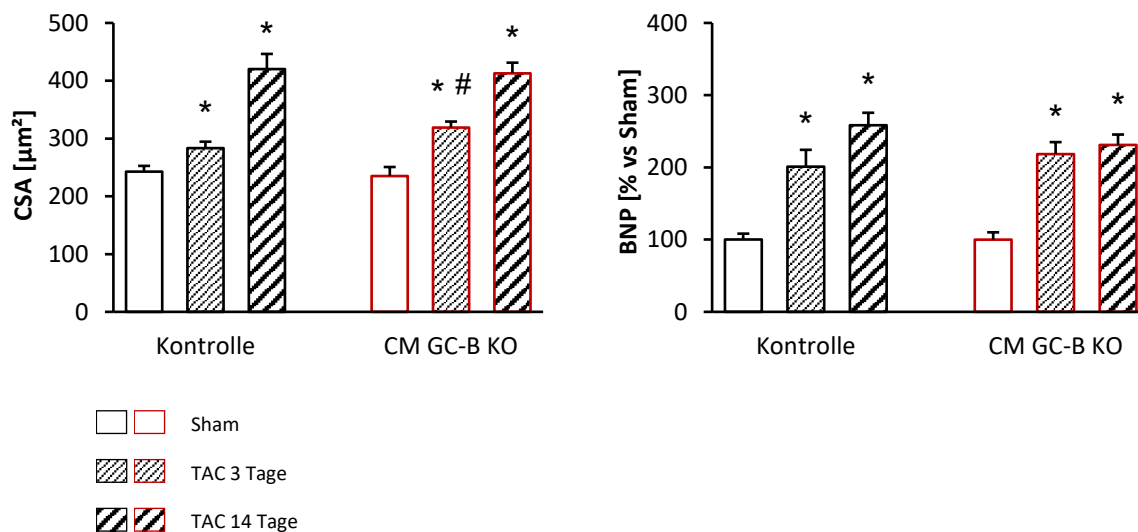 CSA [µm²]
500
400
300
200
100
0
*
*
* #
*
Kontrolle
CM GC-B KO
BNP [% vs Sham]
400
300
200
100
0
*
*
*
*
Kontrolle
CM GC-B KO
Sham
TAC 3 Tage
TAC 14 Tage